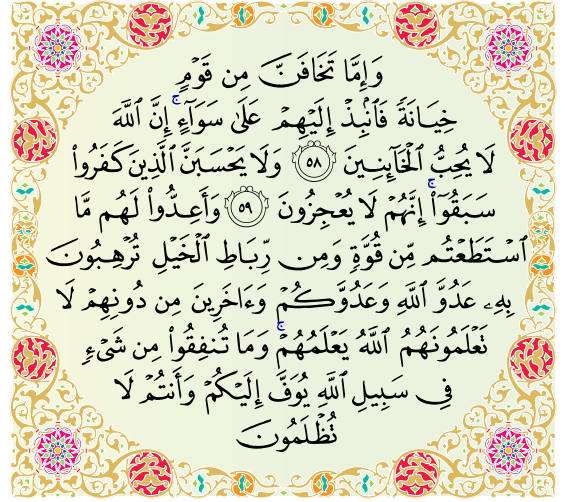 وَإِمَّا تَخَافَنَّ مِن قَوْمٍ
خِيَانَةً فَٱنۢبِذْ إِلَيْهِمْ عَلَىٰ سَوَآءٍ ۚ إِنَّ ٱللَّهَ
لَا يُحِبُّ ٱلْخَآئِنِينَ ٥٨ وَلَا يَحْسَبَنَّ ٱلَّذِينَ كَفَرُوا۟
سَبَقُوٓا۟ ۚ إِنَّهُمْ لَا يُعْجِزُونَ ٥٩ وَأَعِدُّوا۟ لَهُم مَّا
ٱسْتَطَعْتُم مِّن قُوَّةٍ وَمِن رِّبَاطِ ٱلْخَيْلِ تُرْهِبُونَ
بِهِۦ عَدُوَّ ٱللَّهِ وَعَدُوَّكُمْ وَءَاخَرِينَ مِن دُونِهِمْ لَا
تَعْلَمُونَهُمُ ٱللَّهُ يَعْلَمُهُمْ ۚ وَمَا تُنفِقُوا۟ مِن شَىْءٍ
فِى سَبِيلِ ٱللَّهِ يُوَفَّ إِلَيْكُمْ وَأَنتُمْ لَا
تُظْلَمُونَ